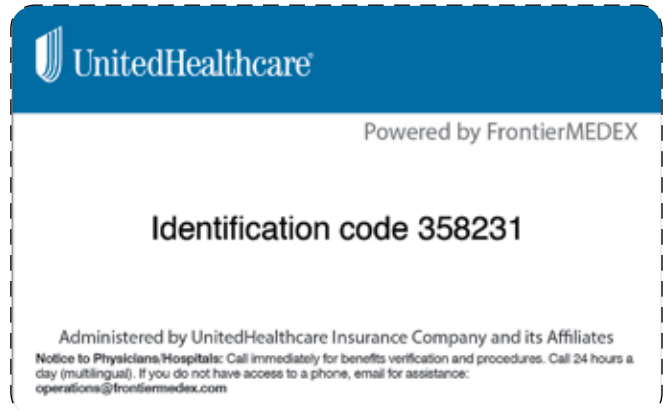 UnitedHealthcare®
Powered by FrontierMEDEX
Identification code 358231
Administered by UnitedHealthcare Insurance Company and its Affiliates
Notice to Physicians/Hospitals: Call immediately for benefits verification and procedures. Call 24 hours a
day (multilingual). If you do not have access to a phone, email for assistance:
operations@frontiermedex.com